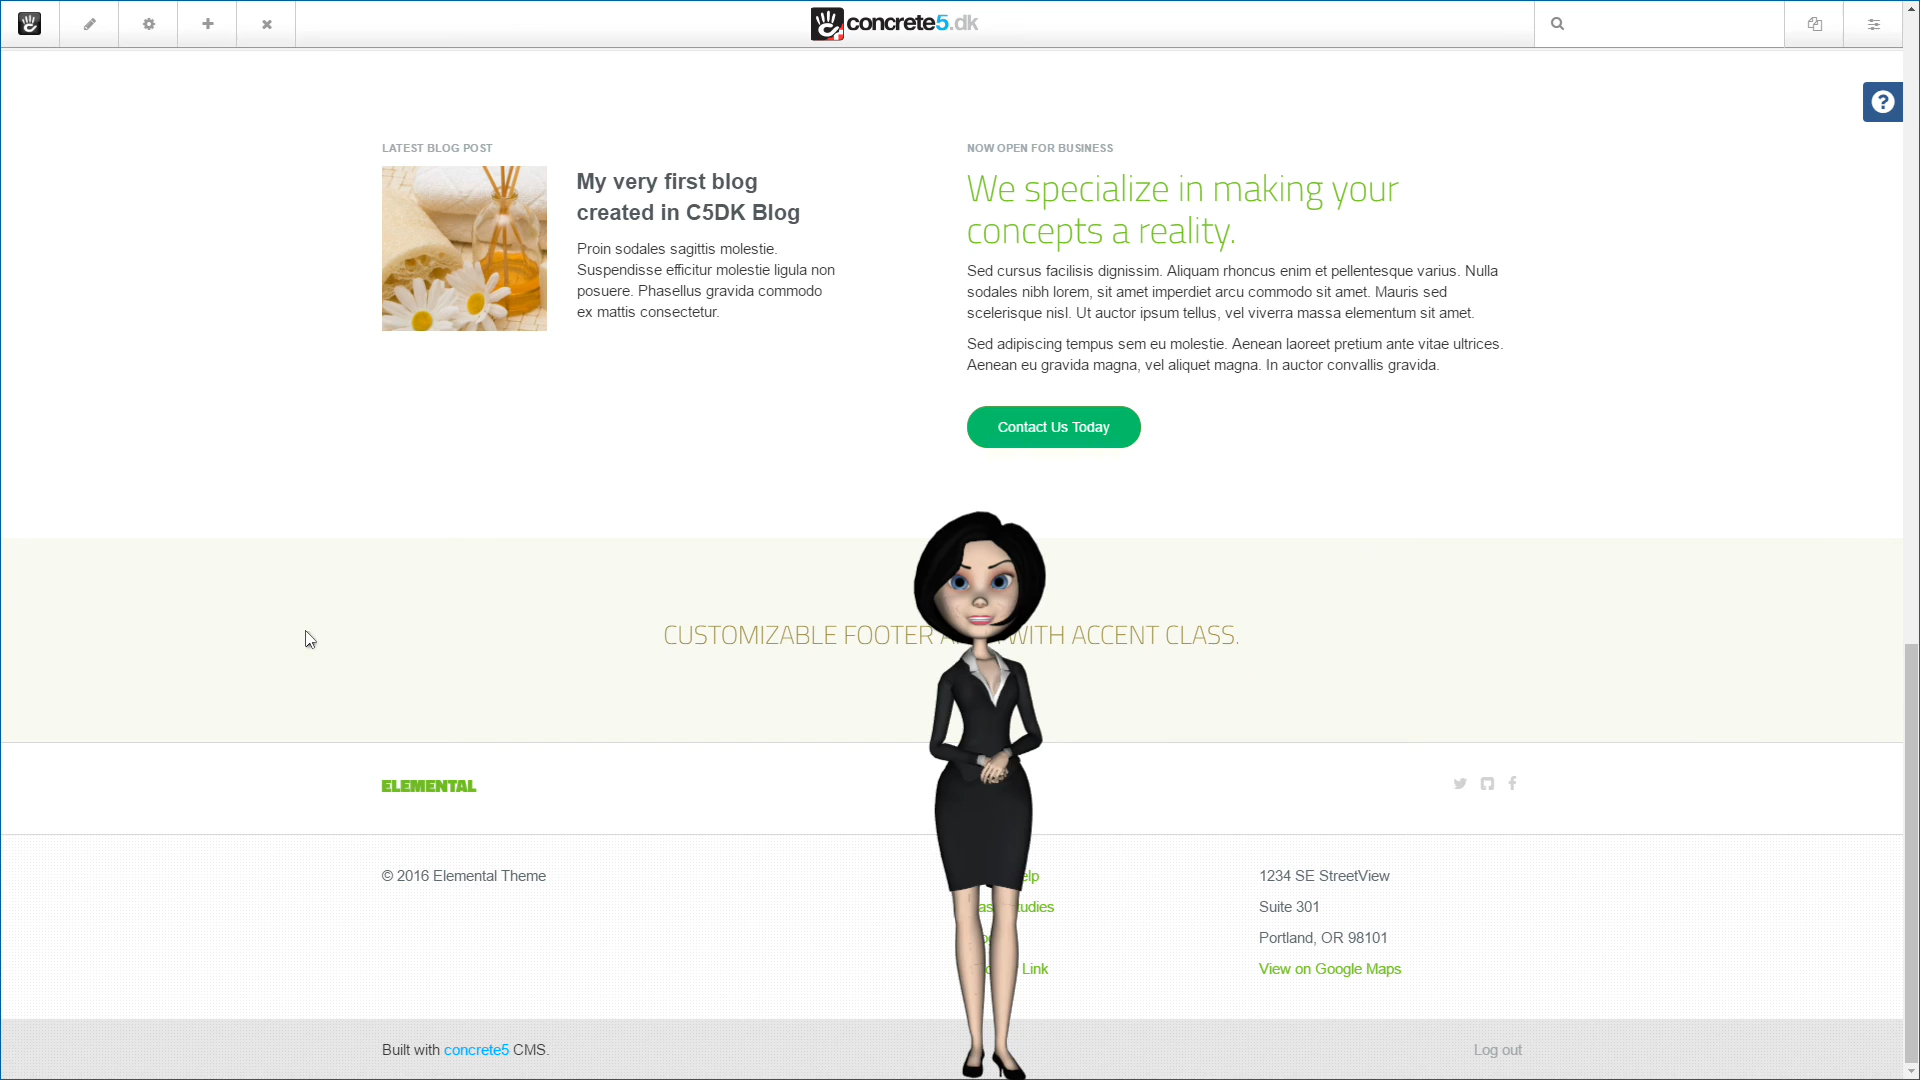 concrete5.dk
LATEST BLOG POST
My very first blog
created in C5DK Blog
Proin sodales sagittis molestie.
Suspendisse efficitur molestie ligula non
posuere. Phasellus gravida commodo
ex mattis consectetur.
NOW OPEN FOR BUSINESS
We specialize in making your
concepts a reality.
Sed cursus facilisis dignissim. Aliquam rhoncus enim et pellentesque varius. Nulla
sodales nibh lorem, sit amet imperdiet arcu commodo sit amet. Mauris sed
scelerisque nisl. Ut auctor ipsum tellus, vel viverra massa elementum sit amet.
Sed adipiscing tempus sem eu molestie. Aenean laoreet pretium ante vitae ultrices.
Aenean eu gravida magna, vel aliquet magna. In auctor convallis gravida.
Contact Us Today
CUSTOMIZABLE FOOTER WITH ACCENT CLASS.
ELEMENTAL
© 2016 Elemental Theme
Link
1234 SE StreetView
Suite 301
Portland, OR 98101
View on Google Maps
Built with concrete5 CMS.
Log out